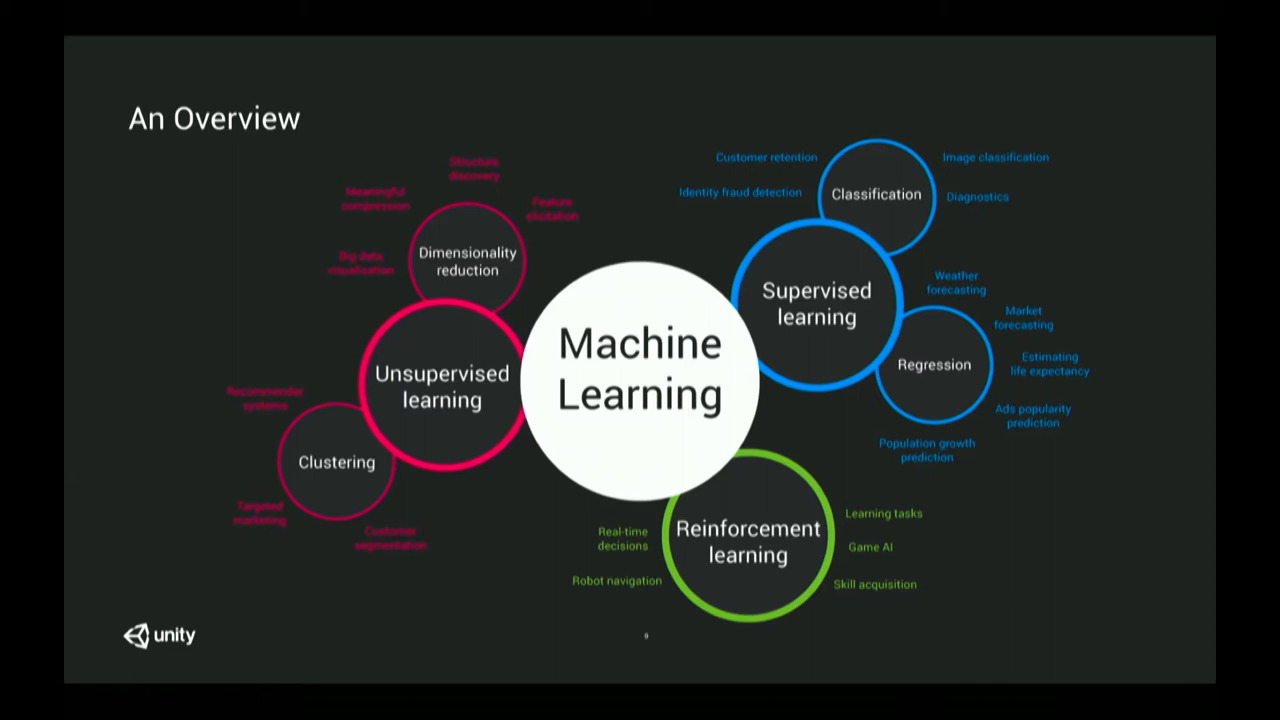 An Overview
Structure
discovery
Meaningful
compression
Feature
elicitation
Big data
visualisation
Dimensionality
reduction
Unsupervised
learning
Recommender
systems
Clustering
Targeted
marketing
Customer
segmentation
Machine
Learning
Customer retention
Identity fraud detection
Classification
Image classification
Diagnostics
Supervised
learning
Weather
forecasting
Market
forecasting
Regression
Estimating
life expectancy
Ads popularity
prediction
Population growth
prediction
Real-time
decisions
Robot navigation
Reinforcement
learning
Learning tasks
Game AI
Skill acquisition
unity
9